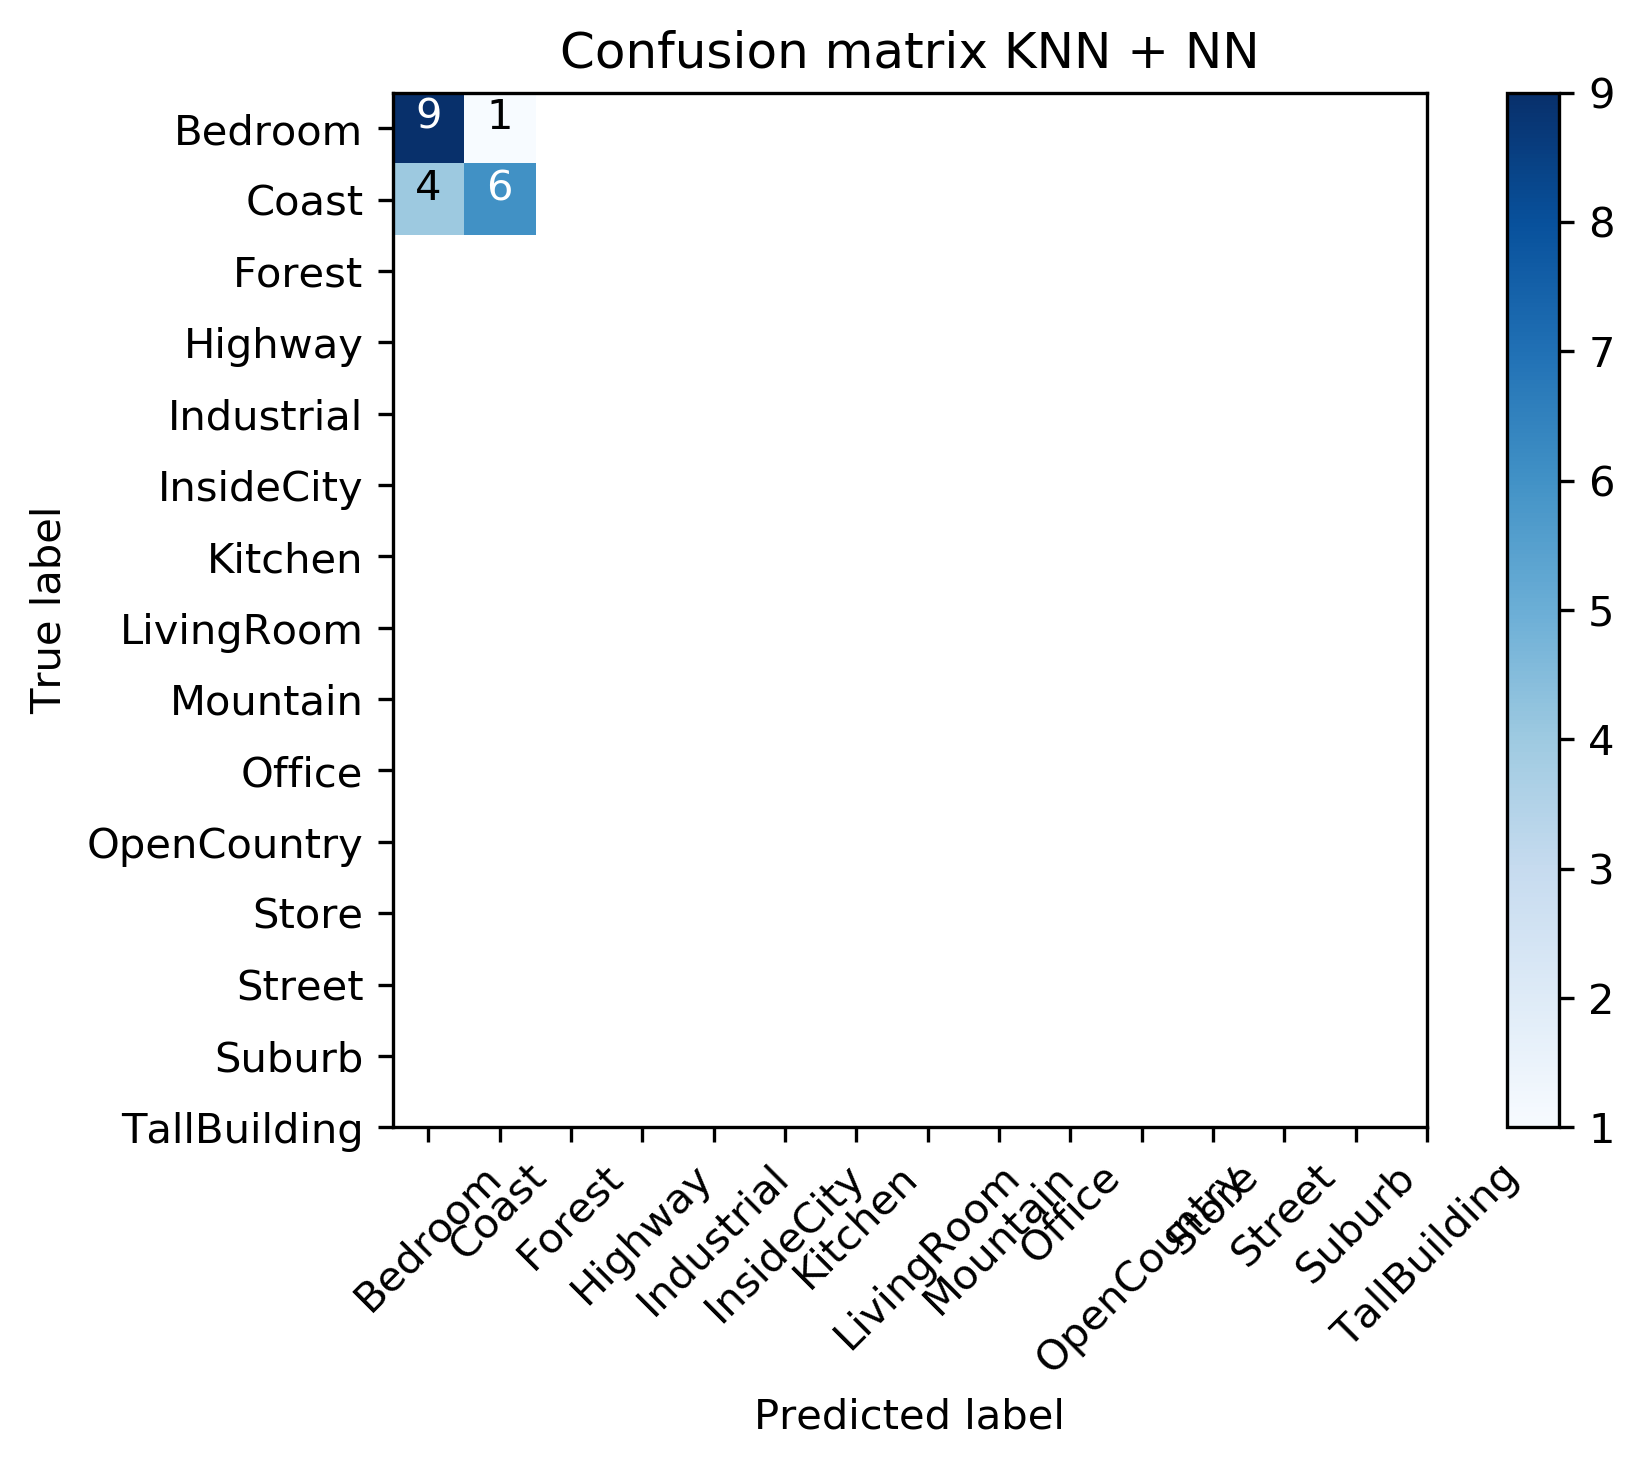 Confusion matrix KNN + NN
True label
Bedroom
Coast
Forest
Highway
Industrial
InsideCity
Kitchen
LivingRoom
Mountain
Office
OpenCountry
Store
Street
Suburb
TallBuilding
9 1
4 6
Bedroom
Coast
Forest
Highway
Industrial
InsideCity
Kitchen
LivingRoom
Mountain
Office
OpenCountry
Store
Street
Suburb
TallBuilding
Predicted label
9
8
7
6
5
4
3
2
1